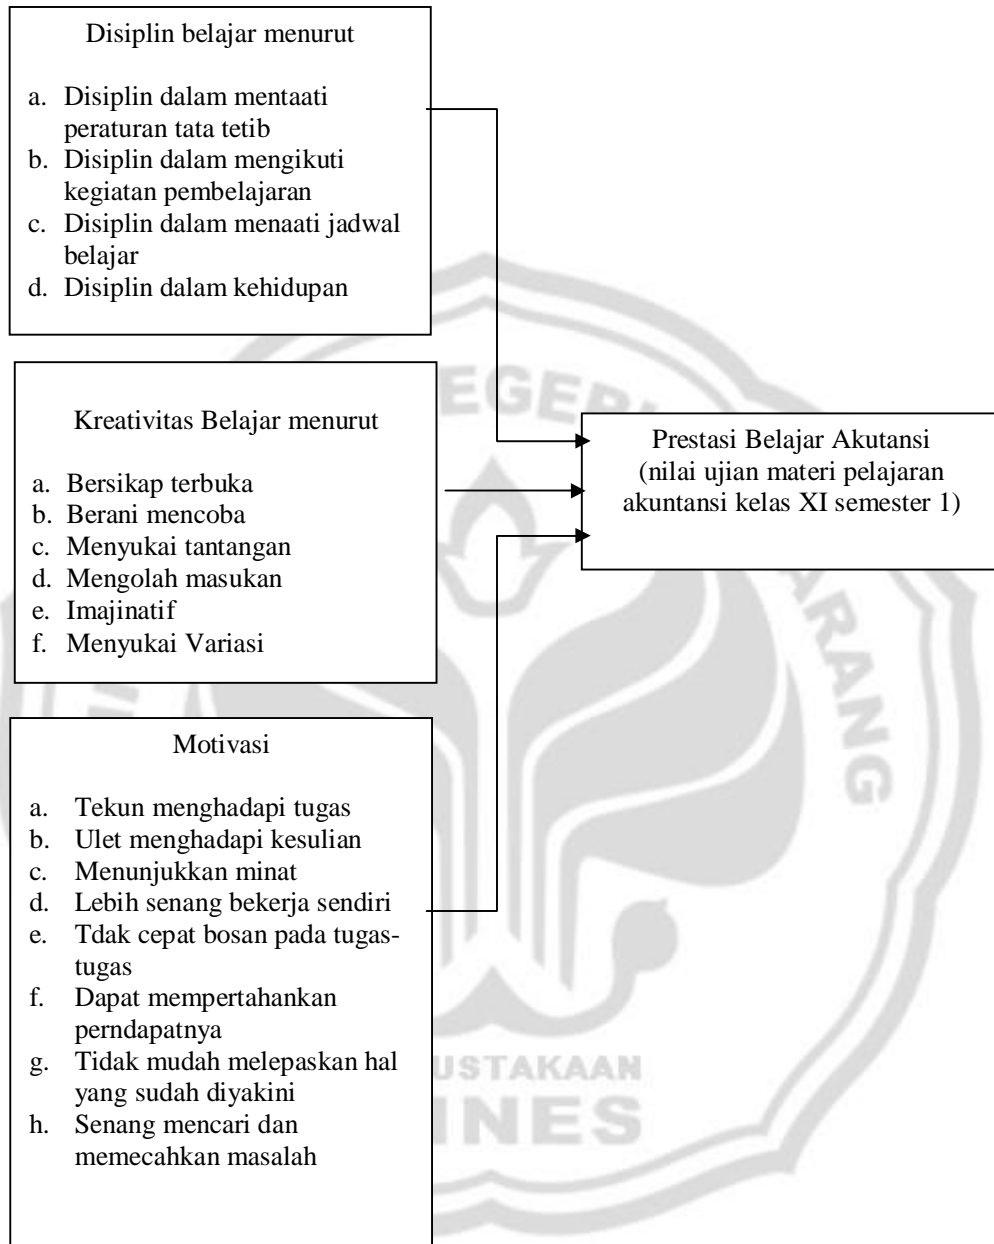 Disiplin belajar menurut
a. Disiplin dalam mentaati
peraturan tata tetib
b. Disiplin dalam mengikuti
kegiatan pembelajaran
c. Disiplin dalam menaati jadwal
belajar
d. Disiplin dalam kehidupan
Kreativitas Belajar menurut
a. Bersikap terbuka
b. Berani mencoba
c. Menyukai tantangan
d. Mengolah masukan
e. Imajinatif
f. Menyukai Variasi
Prestasi Belajar Akutansi
(nilai ujian materi pelajaran
akuntansi kelas XI semester 1)
Motivasi
a. Tekun menghadapi tugas
b. Ulet menghadapi kesulian
c. Menunjukkan minat
d. Lebih senang bekerja sendiri
e. Tdak cepat bosan pada tugas-
tugas
f. Dapat mempertahankan
perndapatnya
g. Tidak mudah melepaskan hal
yang sudah diyakini
h. Senang mencari dan
memecahkan masalah